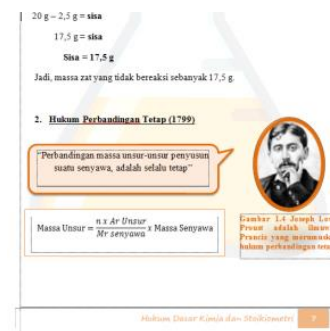 20 g – 2,5 g = sisa
17,5 g = sisa
Sisa = 17,5 g
Jadi, massa zat yang tidak bereaksi sebanyak 17,5 g.
2. Hukum Perbandingan Tetap (1799)
"Perbandingan massa unsur-unsur penyusun
suatu senyawa, adalah selalu tetap"
Massa Unsur = n x Ar Unsur / Mr senyawa x Massa Senyawa
Gambar 1.4 Joseph Lo
Proust adalah ilmuw
Prancis yang merumusk
hukum perbandingan teta
Hukum Dasar Kimia dan Stoikiometri 7